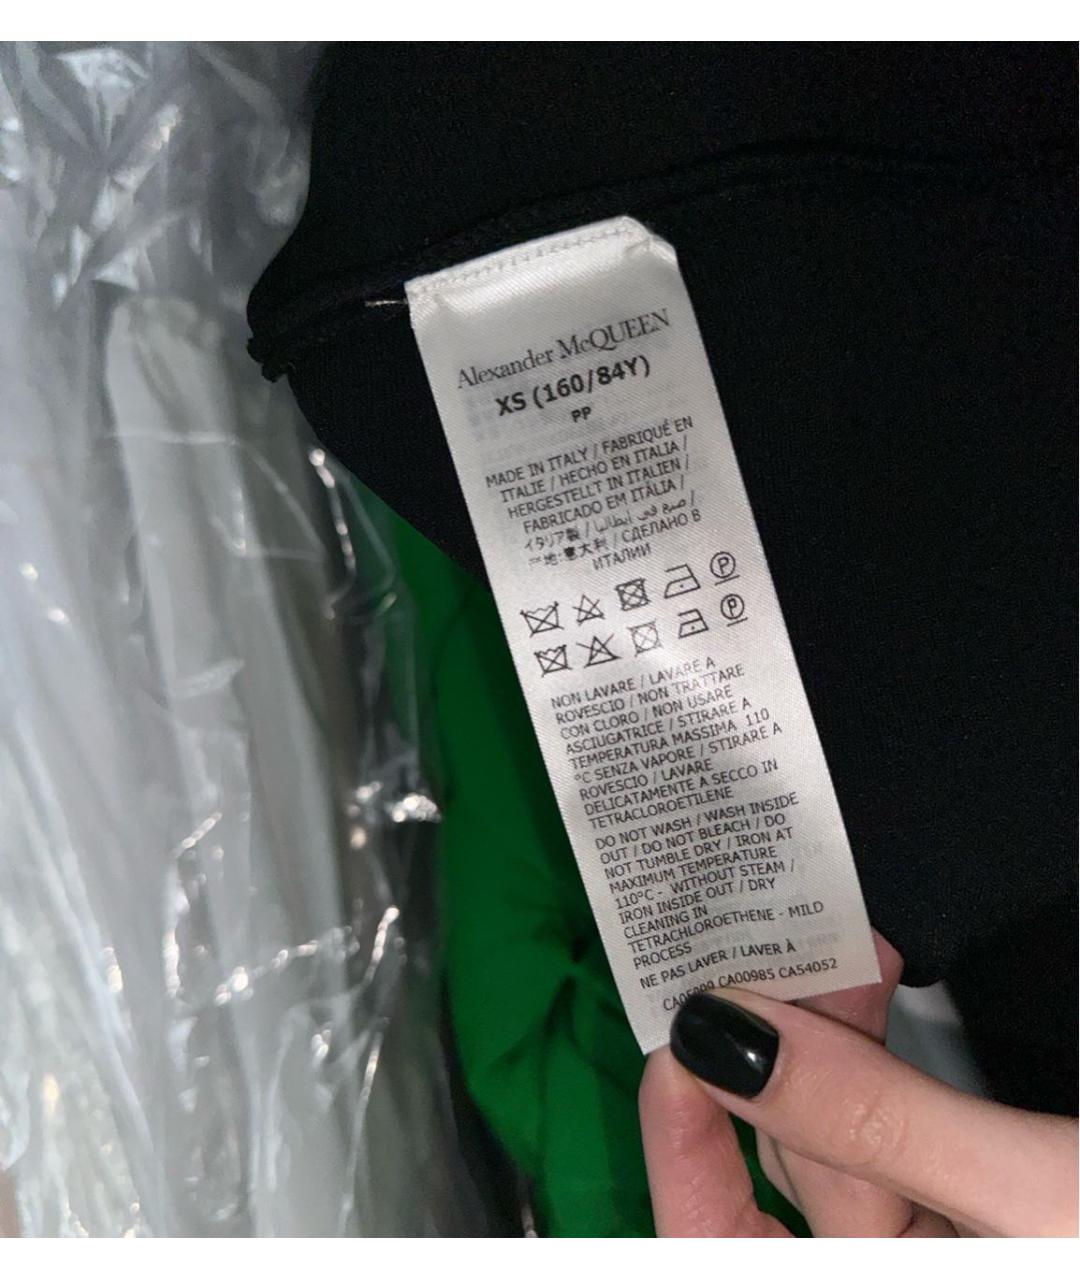 Alexander McQUEEN
XS (160/84Y)
PP
MADE IN ITALY / FABRIQUÉ EN
ITALIE / HECHO EN ITALIA /
HERGESTELLT IN ITALIEN /
FABRICADO EM ITÁLIA /
イタリア製 / صنع في إيطاليا /
СДЕЛАНО В
地:意大利 /
ИТАЛИИ
NON LAVARE / LAVARE A
ROVESCIO / NON TRATTARE
CON CLORO / NON USARE
ASCIUGATRICE / STIRARE A
TEMPERATURA MASSIMA 110
°C SENZA VAPORE / STIRARE A
ROVESCIO / LAVARE
DELICATAMENTE A SECCO IN
TETRACLOROETILENE
DO NOT WASH / WASH INSIDE
OUT / DO NOT BLEACH / DO
NOT TUMBLE DRY / IRON AT
MAXIMUM TEMPERATURE
110°C - WITHOUT STEAM /
IRON INSIDE OUT / DRY
CLEANING IN
TETRACHLOROETHENE - MILD
PROCESS
NE PAS LAVER / LAVER À
CA00985 CA54052